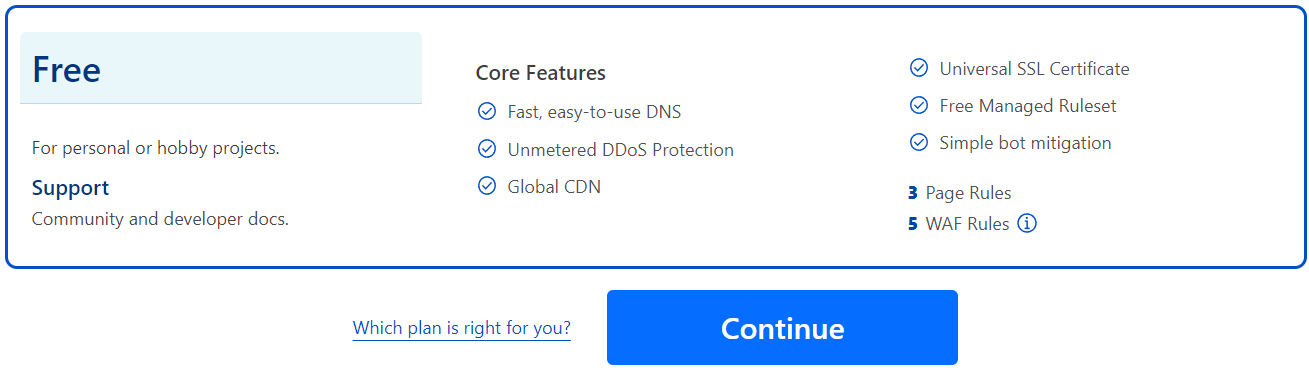 Free
For personal or hobby projects.
Support
Community and developer docs.
Core Features
Fast, easy-to-use DNS
Unmetered DDoS Protection
Global CDN
Universal SSL Certificate
Free Managed Ruleset
Simple bot mitigation
3 Page Rules
5 WAF Rules
Which plan is right for you?
Continue